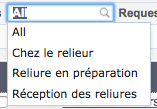 All Reques
All
Chez le relieur
Reliure en préparation
Réception des reliures